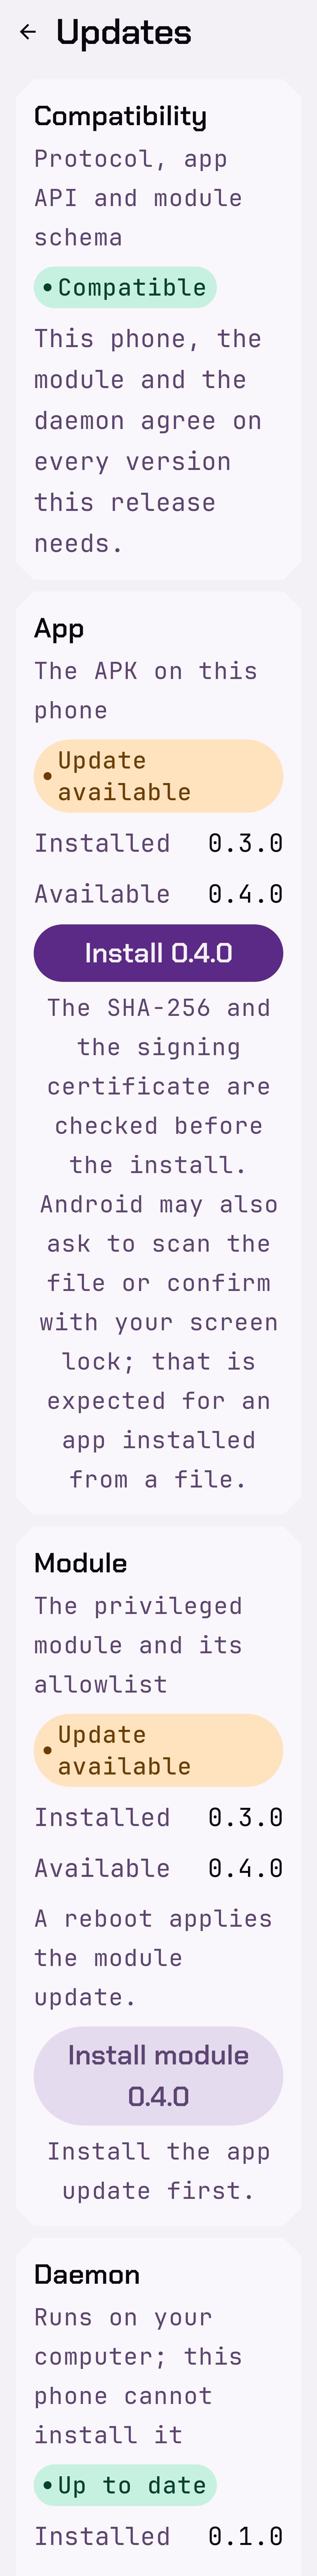 Updates
Compatibility
Protocol, app
API and module
schema
Compatible
This phone, the
module and the
daemon agree on
every version
this release
needs.
App
The APK on this
phone
Update
available
Installed 0.3.0
Available 0.4.0
Install 0.4.0
The SHA-256 and
the signing
certificate are
checked before
the install.
Android may also
ask to scan the
file or confirm
with your screen
lock; that is
expected for an
app installed
from a file.
Module
The privileged
module and its
allowlist
Update
available
Installed 0.3.0
Available 0.4.0
A reboot applies
the module
update.
Install module
0.4.0
Install the app
update first.
Daemon
Runs on your
computer; this
phone cannot
install it
Up to date
Installed 0.1.0